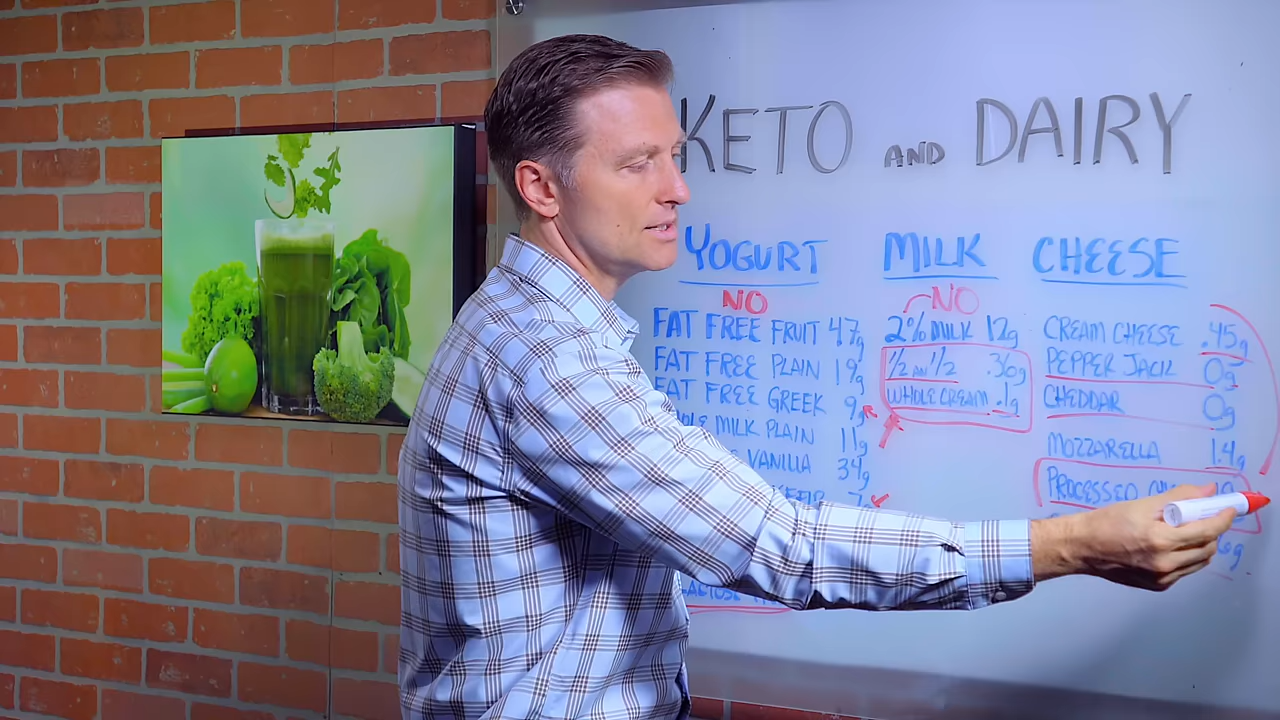 KETO AND DAIRY
YOGURT
NO
FAT FREE FRUIT 47g
FAT FREE PLAIN 19g
FAT FREE GREEK 9g
MILK PLAIN 11g
VANILLA 34g
7
MILK
NO
2% MILK 12g
1/2 AN 1/2 .36g
WHOLE CREAM .1g
CHEESE
CREAM CHEESE .45g
PEPPER JACK 0g
CHEDDAR 0g
MOZZARELLA 1.4g
PROCESSED
LACTOSE